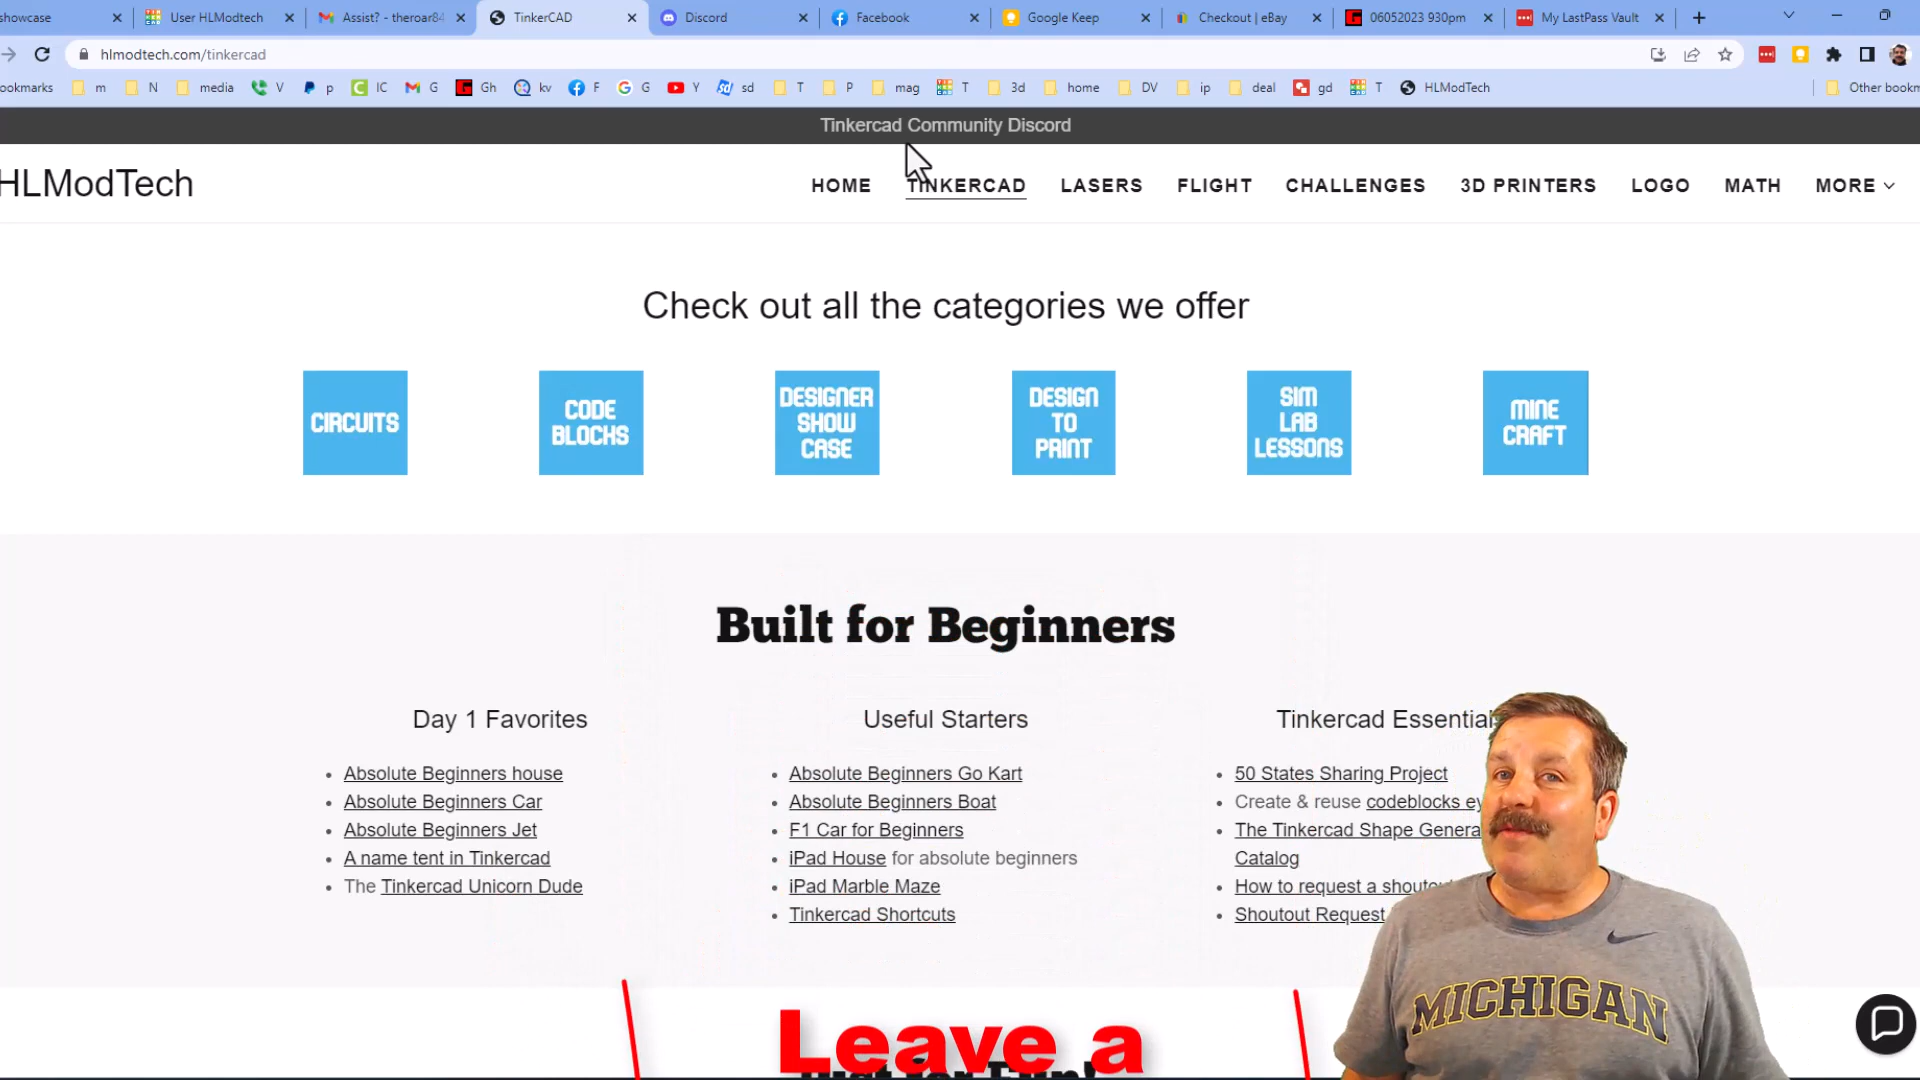 howcase
User HLModtech
Assist? - theroar84
TinkerCAD
Discord
Facebook
Google Keep
Checkout | eBay
06052023 930pm
My LastPass Vault
hlmodtech.com/tinkercad
ookmarks
m
N
media
V
p
IC
G
Gh
kv
F
G
Y
sd
T
P
mag
T
3d
home
DV
ip
deal
gd
T
HLModTech
Other bookm
Tinkercad Community Discord
HLModTech
HOME
TINKERCAD
LASERS
FLIGHT
CHALLENGES
3D PRINTERS
LOGO
MATH
MORE
Check out all the categories we offer
CIRCUITS
CODE
BLOCKS
DESIGNER
SHOW
CASE
DESIGN
TO
PRINT
SIM
LAB
LESSONS
MINE
CRAFT
Built for Beginners
Day 1 Favorites
Absolute Beginners house
Absolute Beginners Car
Absolute Beginners Jet
A name tent in Tinkercad
The Tinkercad Unicorn Dude
Useful Starters
Absolute Beginners Go Kart
Absolute Beginners Boat
F1 Car for Beginners
iPad House for absolute beginners
iPad Marble Maze
Tinkercad Shortcuts
Tinkercad Essential
50 States Sharing Project
Create & reuse codeblocks ey
The Tinkercad Shape Genera
Catalog
How to request a shoutou
Shoutout Request
MICHIGAN
Leave a
Just for Fun!